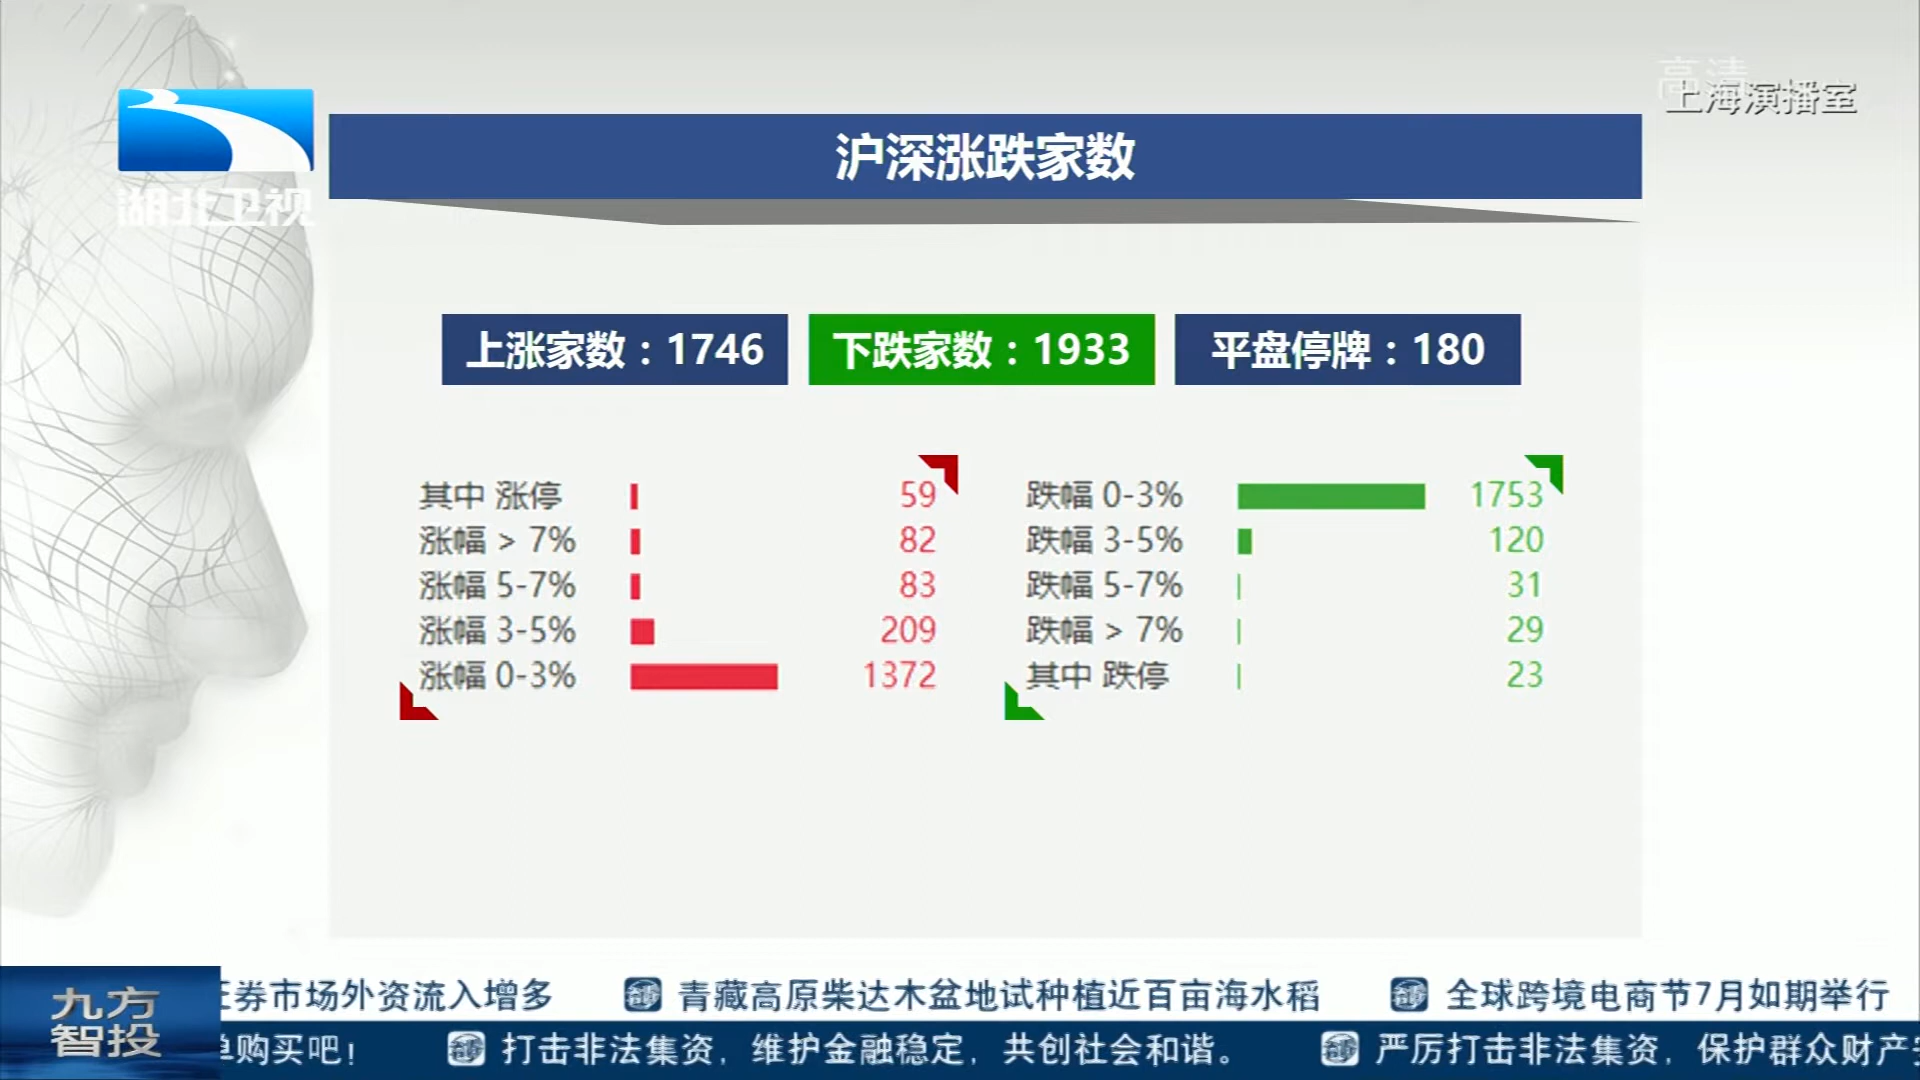 高清
上海演播室
湖北卫视
沪深涨跌家数
上涨家数：1746
下跌家数：1933
平盘停牌：180
其中 涨停 59
涨幅 > 7% 82
涨幅 5-7% 83
涨幅 3-5% 209
涨幅 0-3% 1372
跌幅 0-3% 1753
跌幅 3-5% 120
跌幅 5-7% 31
跌幅 > 7% 29
其中 跌停 23
九方
智投
券市场外资流入增多 青藏高原柴达木盆地试种植近百亩海水稻 全球跨境电商节7月如期举行
购买吧！ 打击非法集资，维护金融稳定，共创社会和谐。 严厉打击非法集资，保护群众财产